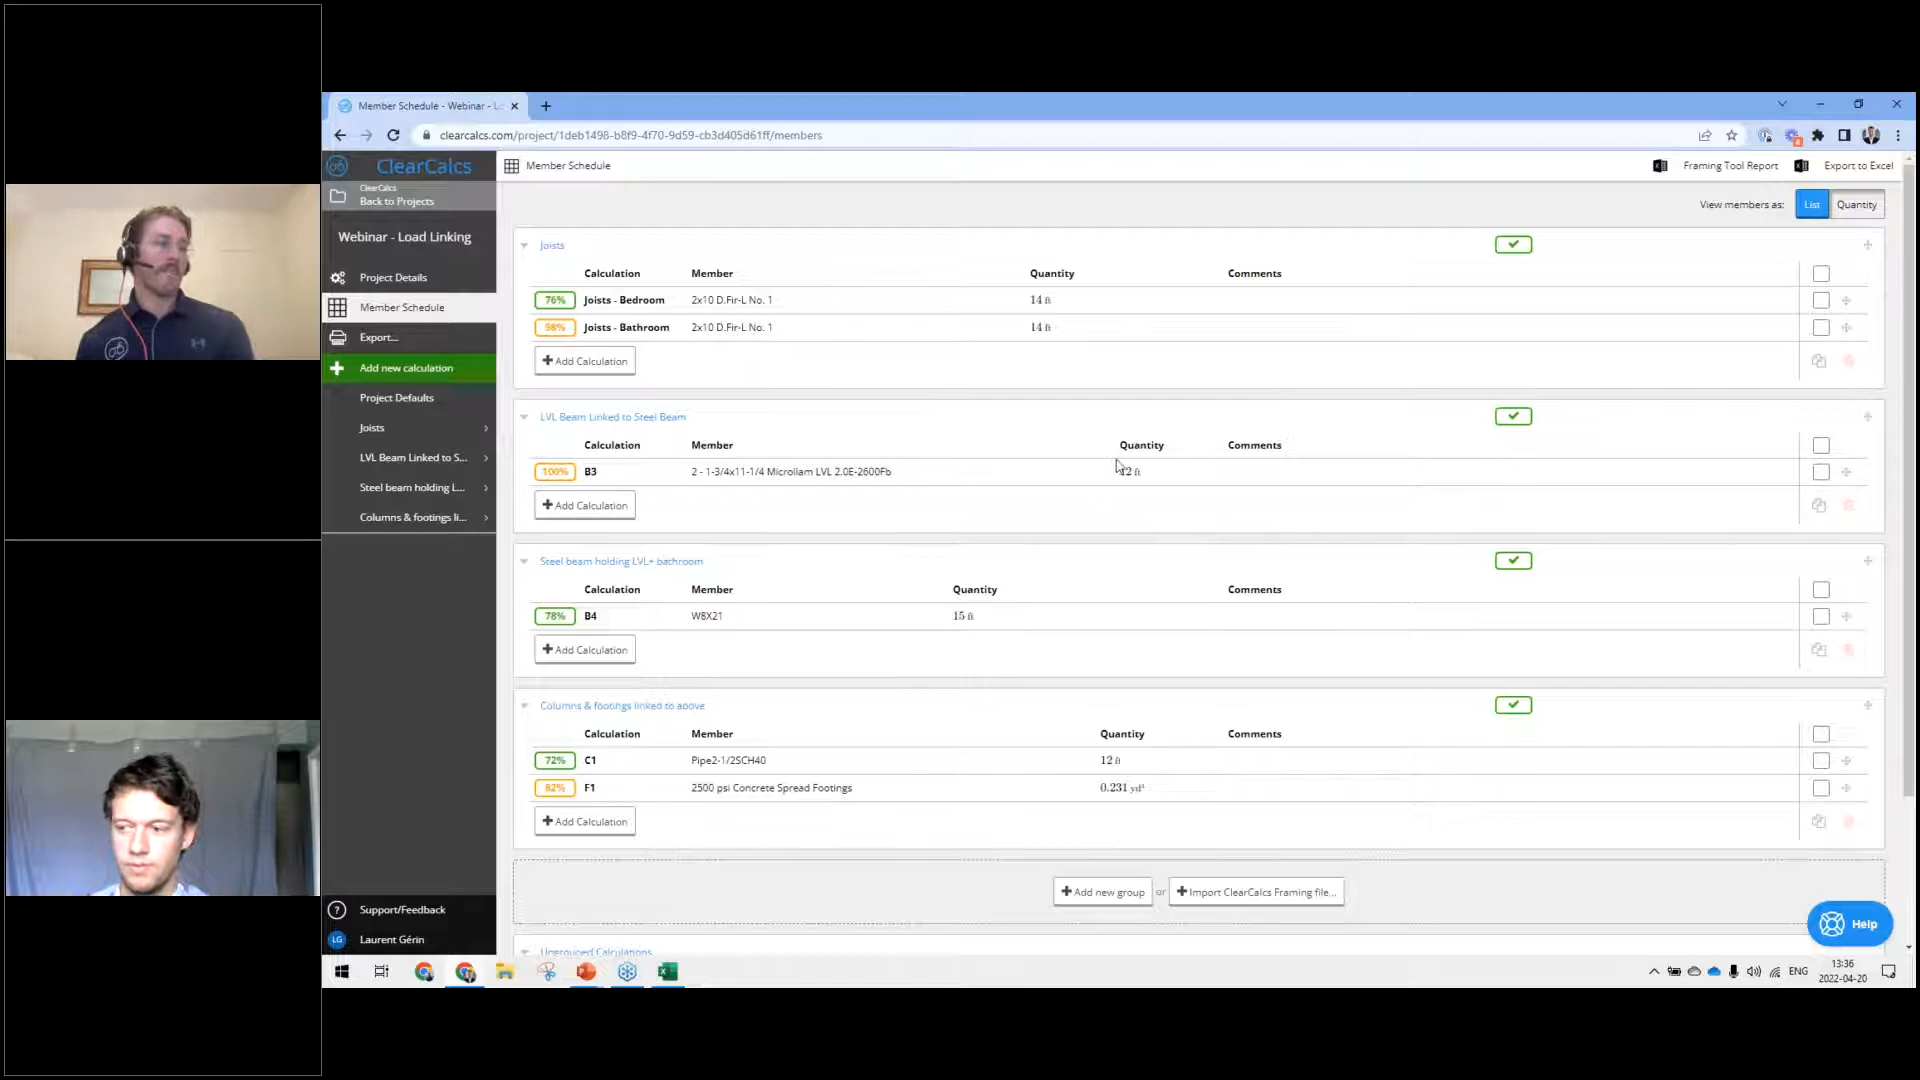 Member Schedule - Webinar - Lo
clearcalcs.com/project/1deb1498-b8f9-4f70-9d59-cb3d405d61ff/members
ClearCalcs
Member Schedule
Framing Tool Report
Export to Excel
ClearCalcs
Back to Projects
View members as:
List
Quantity
Webinar - Load Linking
Project Details
Member Schedule
Export...
Add new calculation
Project Defaults
Joists
LVL Beam Linked to S...
Steel beam holding L...
Columns & footings li...
Joists
Calculation Member Quantity Comments
76% Joists - Bedroom 2x10 D.Fir-L No. 1 14 ft
98% Joists - Bathroom 2x10 D.Fir-L No. 1 14 ft
Add Calculation
LVL Beam Linked to Steel Beam
Calculation Member Quantity Comments
100% B3 2 - 1-3/4x11-1/4 Microllam LVL 2.0E-2600Fb 12 ft
Add Calculation
Steel beam holding LVL+ bathroom
Calculation Member Quantity Comments
78% B4 W8X21 15 ft
Add Calculation
Columns & footings linked to above
Calculation Member Quantity Comments
72% C1 Pipe2-1/2SCH40 12 ft
82% F1 2500 psi Concrete Spread Footings 0.231 yd³
Add Calculation
Add new group or Import ClearCalcs Framing file...
Ungrouped Calculations
Help
Support/Feedback
LG Laurent Gérin
ENG
13:36
2022-04-20